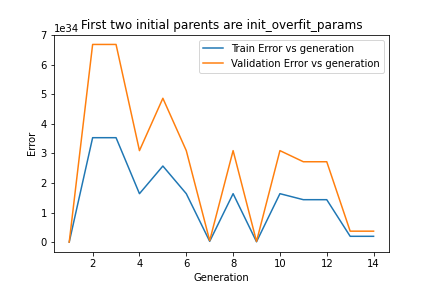 First two initial parents are init_overfit_params
1e34
Train Error vs generation
Validation Error vs generation
7
6
5
4
3
2
1
0
Error
2 4 6 8 10 12 14
Generation